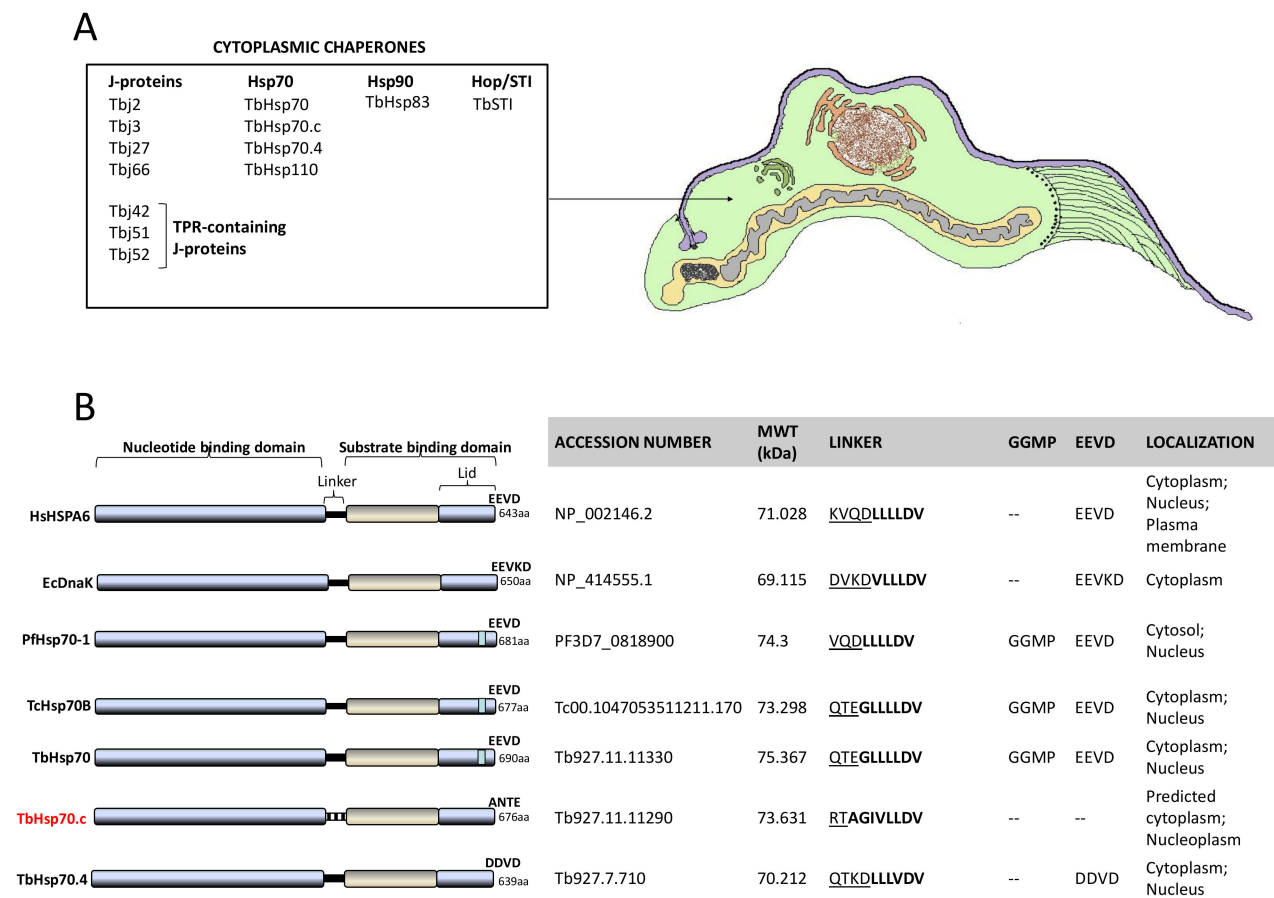 A
CYTOPLASMIC CHAPERONES
J-proteins Hsp70 Hsp90 Hop/STI
Tbj2 TbHsp70 TbHsp83 TbSTI
Tbj3 TbHsp70.c
Tbj27 TbHsp70.4
Tbj66 TbHsp110
Tbj42
Tbj51
Tbj52
TPR-containing
J-proteins
B
Nucleotide binding domain Substrate binding domain
Linker
Lid
ACCESSION NUMBER MWT (kDa) LINKER GGMP EEVD LOCALIZATION
EEVD
HsHSPA6 643aa NP_002146.2 71.028 KVQDLLLLDV -- EEVD Cytoplasm;
Nucleus;
Plasma
membrane
EEVKD
EcDnaK 650aa NP_414555.1 69.115 DVKDVLLLDV -- EEVKD Cytoplasm
EEVD
PfHsp70-1 681aa PF3D7_0818900 74.3 VQDLLLLDV GGMP EEVD Cytosol;
Nucleus
EEVD
TcHsp70B 677aa Tc00.1047053511211.170 73.298 QTEGLLLLDV GGMP EEVD Cytoplasm;
Nucleus
EEVD
TbHsp70 690aa Tb927.11.11330 75.367 QTEGLLLLDV GGMP EEVD Cytoplasm;
Nucleus
ANTE
TbHsp70.c 676aa Tb927.11.11290 73.631 RTAGIVLLDV -- -- Predicted
cytoplasm;
Nucleoplasm
DDVD
TbHsp70.4 639aa Tb927.7.710 70.212 QTKDLLLVDV -- DDVD Cytoplasm;
Nucleus